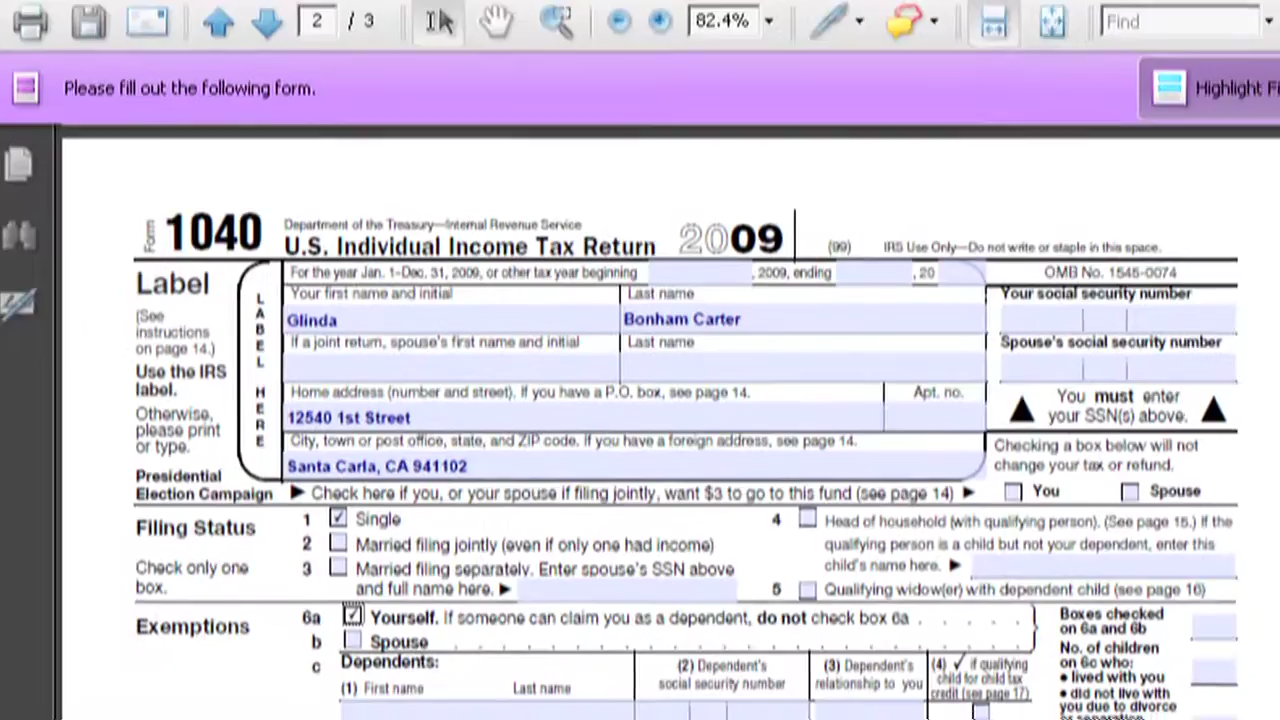 2 / 3 82.4% Find
Please fill out the following form.
Highlight Fi
Form 1040 Department of the Treasury—Internal Revenue Service
U.S. Individual Income Tax Return 2009 (99) IRS Use Only—Do not write or staple in this space.
For the year Jan. 1-Dec. 31, 2009, or other tax year beginning , 2009, ending , 20 OMB No. 1545-0074
Label
(See
instructions
on page 14.)
Use the IRS
label.
Otherwise,
please print
or type.
LABEL HERE
Your first name and initial Last name Your social security number
Glinda Bonham Carter
If a joint return, spouse's first name and initial Last name Spouse's social security number
Home address (number and street). If you have a P.O. box, see page 14. Apt. no.
12540 1st Street
You must enter
your SSN(s) above.
City, town or post office, state, and ZIP code. If you have a foreign address, see page 14.
Santa Carla, CA 941102
Checking a box below will not
change your tax or refund.
Presidential
Election Campaign ▶ Check here if you, or your spouse if filing jointly, want $3 to go to this fund (see page 14) ▶ You Spouse
Filing Status
Check only one
box.
1 ✓ Single
2 Married filing jointly (even if only one had income)
3 Married filing separately. Enter spouse's SSN above
and full name here. ▶
4 Head of household (with qualifying person). (See page 15.) If the
qualifying person is a child but not your dependent, enter this
child's name here. ▶
5 Qualifying widow(er) with dependent child (see page 16)
Exemptions
6a ✓ Yourself. If someone can claim you as a dependent, do not check box 6a . . . . .
b Spouse
c Dependents:
(1) First name Last name
(2) Dependent's
social security number
(3) Dependent's
relationship to you
(4) ✓ if qualifying
child for child tax
credit (see page 17)
Boxes checked
on 6a and 6b
No. of children
on 6c who:
• lived with you
• did not live with
you due to divorce
or separation